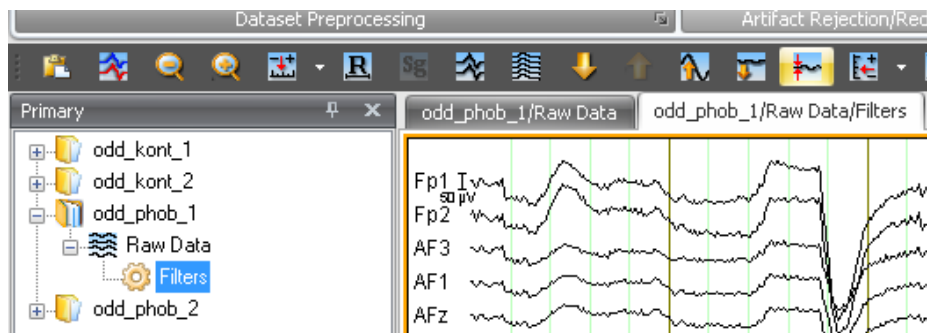 Dataset Preprocessing
Artifact Rejection/Rec
R
Sg
Primary
odd_phob_1/Raw Data
odd_phob_1/Raw Data/Filters
odd_kont_1
odd_kont_2
odd_phob_1
Raw Data
Filters
odd_phob_2
Fp1
50 µV
Fp2
AF3
AF1
AFz